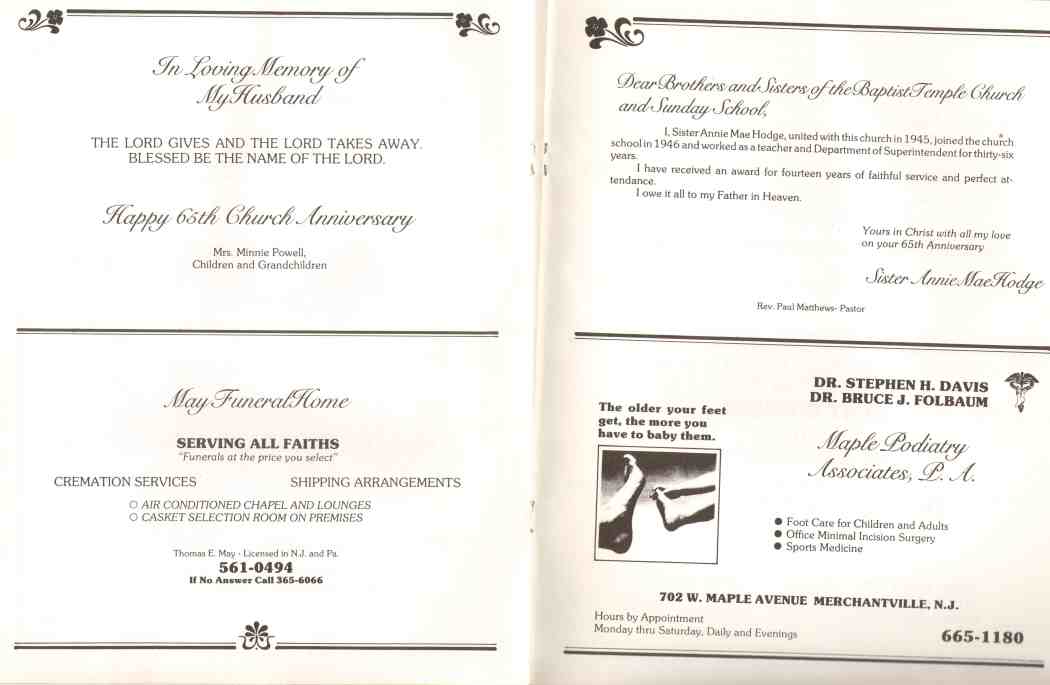 In Loving Memory of
My Husband
THE LORD GIVES AND THE LORD TAKES AWAY.
BLESSED BE THE NAME OF THE LORD.
Happy 65th Church Anniversary
Mrs. Minnie Powell,
Children and Grandchildren
May Funeral Home
SERVING ALL FAITHS
"Funerals at the price you select"
CREMATION SERVICES SHIPPING ARRANGEMENTS
○ AIR CONDITIONED CHAPEL AND LOUNGES
○ CASKET SELECTION ROOM ON PREMISES
Thomas E. May - Licensed in N.J. and Pa.
561-0494
If No Answer Call 365-6066
Dear Brothers and Sisters of the Baptist Temple Church
and Sunday School,
I, Sister Annie Mae Hodge, united with this church in 1945, joined the church
school in 1946 and worked as a teacher and Department of Superintendent for thirty-six
years.
I have received an award for fourteen years of faithful service and perfect at-
tendance.
I owe it all to my Father in Heaven.
Yours in Christ with all my love
on your 65th Anniversary
Sister Annie Mae Hodge
Rev. Paul Matthews- Pastor
DR. STEPHEN H. DAVIS
DR. BRUCE J. FOLBAUM
The older your feet
get, the more you
have to baby them.
Maple Podiatry
Associates, P. A.
● Foot Care for Children and Adults
● Office Minimal Incision Surgery
● Sports Medicine
702 W. MAPLE AVENUE MERCHANTVILLE, N.J.
Hours by Appointment
Monday thru Saturday, Daily and Evenings
665-1180